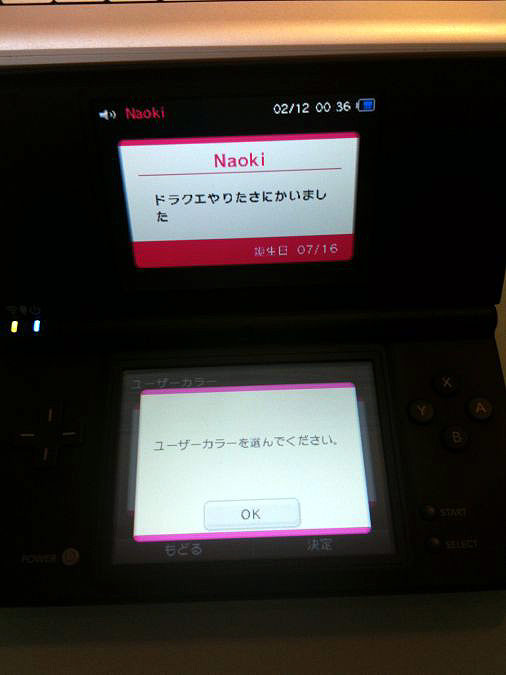 Naoki 02/12 00 36
Naoki
ドラクエやりたさにかいまし
た
誕生日 07/16
ユーザーカラー
ユーザーカラーを選んでください。
OK
もどる 決定
X
Y A
B
START
SELECT
POWER